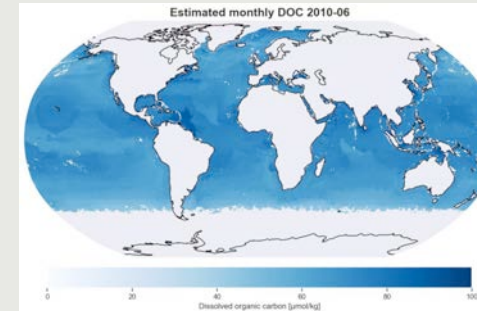 Estimated monthly DOC 2010-06
0 20 40 60 80 100
Dissolved organic carbon [µmol/kg]